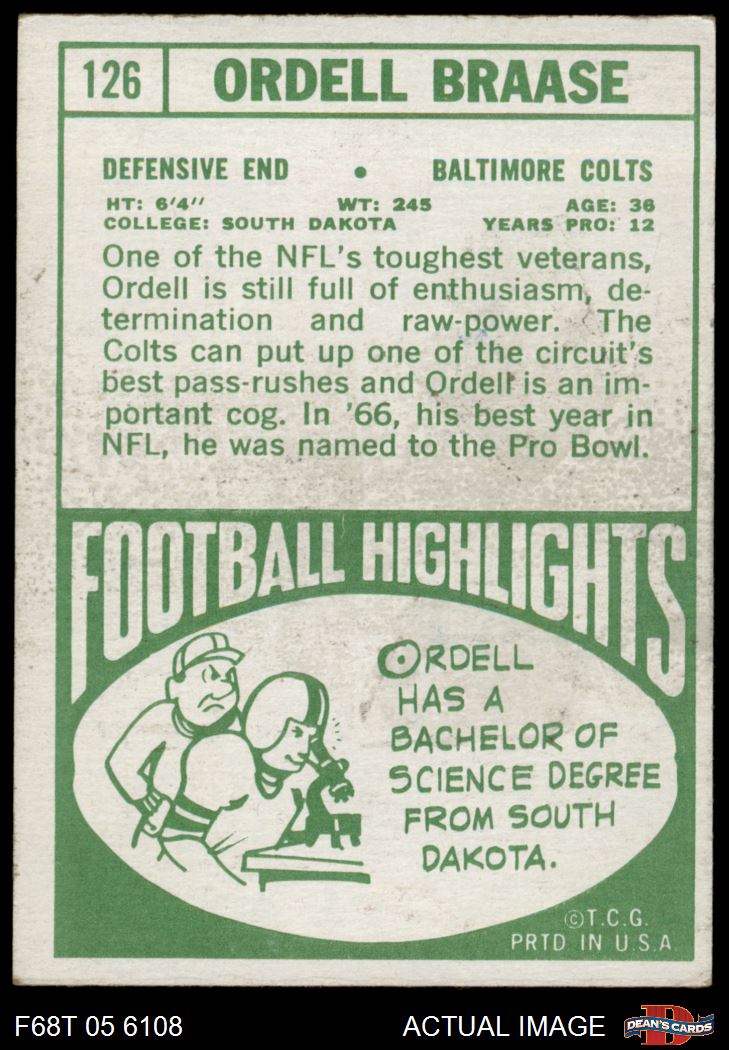 126 ORDELL BRAASE
DEFENSIVE END • BALTIMORE COLTS
HT: 6'4" WT: 245 AGE: 36
COLLEGE: SOUTH DAKOTA YEARS PRO: 12
One of the NFL's toughest veterans,
Ordell is still full of enthusiasm, de-
termination and raw-power. The
Colts can put up one of the circuit's
best pass-rushes and Ordell is an im-
portant cog. In '66, his best year in
NFL, he was named to the Pro Bowl.
FOOTBALL HIGHLIGHTS
ORDELL
HAS A
BACHELOR OF
SCIENCE DEGREE
FROM SOUTH
DAKOTA.
©T.C.G.
PRTD IN U.S.A.
F68T 05 6108 ACTUAL IMAGE D DEAN'S CARDS